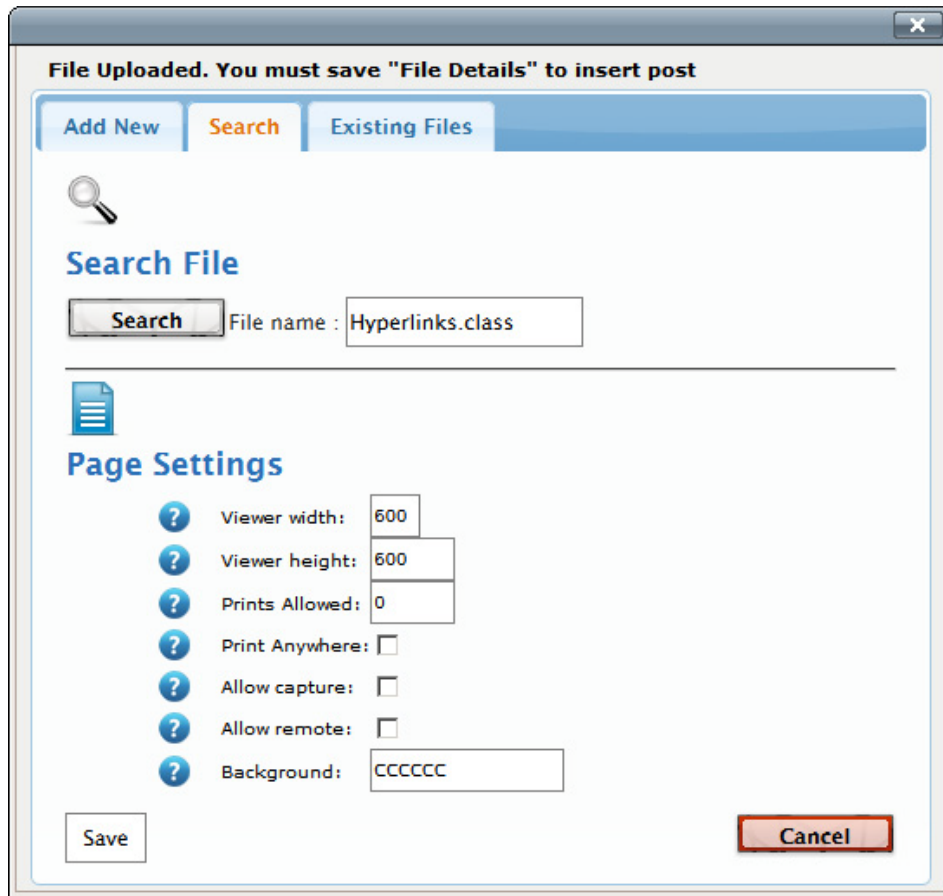 File Uploaded. You must save "File Details" to insert post
Add New Search Existing Files
Search File
Search File name : Hyperlinks.class
Page Settings
? Viewer width: 600
? Viewer height: 600
? Prints Allowed: 0
? Print Anywhere:
? Allow capture:
? Allow remote:
? Background: CCCCCC
Save Cancel